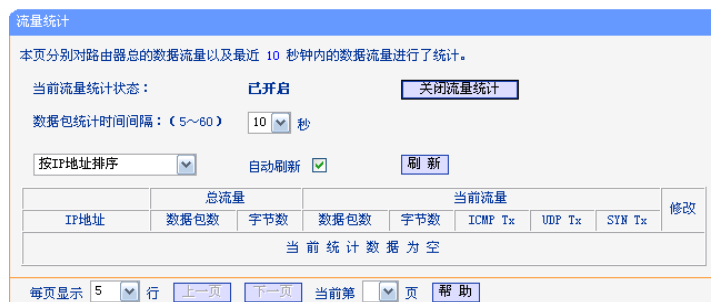 流量统计
本页分别对路由器总的数据流量以及最近 10 秒钟内的数据流量进行了统计。
当前流量统计状态： 已开启 关闭流量统计
数据包统计时间间隔：（5～60） 10 秒
按IP地址排序 自动刷新 刷 新
总流量 当前流量 修改
IP地址 数据包数 字节数 数据包数 字节数 ICMP Tx UDP Tx SYN Tx
当 前 统 计 数 据 为 空
每页显示 5 行 上一页 下一页 当前第 页 帮 助